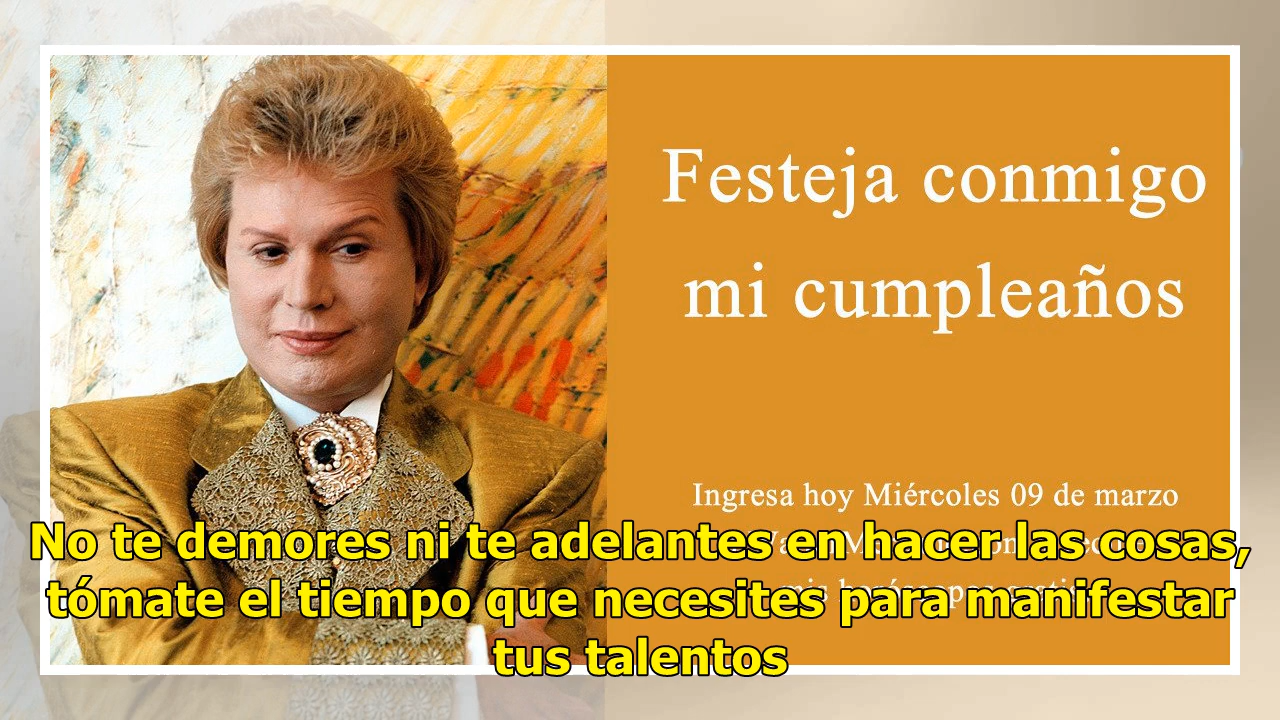 Festeja conmigo
mi cumpleaños
Ingresa hoy Miércoles 09 de marzo
No te demores ni te adelantes en hacer las cosas,
tómate el tiempo que necesites para manifestar
tus talentos